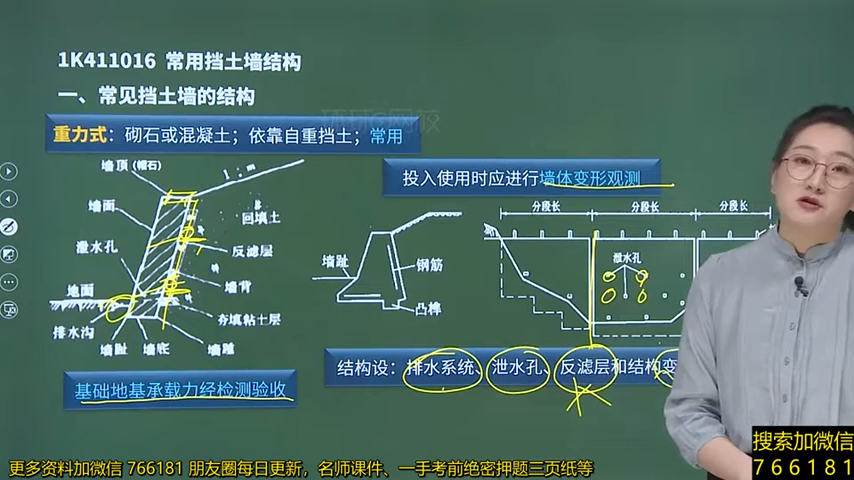 1K411016 常用挡土墙结构
一、常见挡土墙的结构
环球网校
重力式：砌石或混凝土；依靠自重挡土；常用
投入使用时应进行墙体变形观测
墙顶（帽石）
1：m
墙面
回填土
泄水孔
反滤层
墙背
地面
夯填粘土层
排水沟
墙趾
墙底
墙踵
墙趾
钢筋
凸榫
分段长
分段长
分段长
泄水孔
结构设：排水系统、泄水孔、反滤层和结构变
基础地基承载力经检测验收
搜索加微信
766181
更多资料加微信 766181 朋友圈每日更新，名师课件、一手考前绝密押题三页纸等